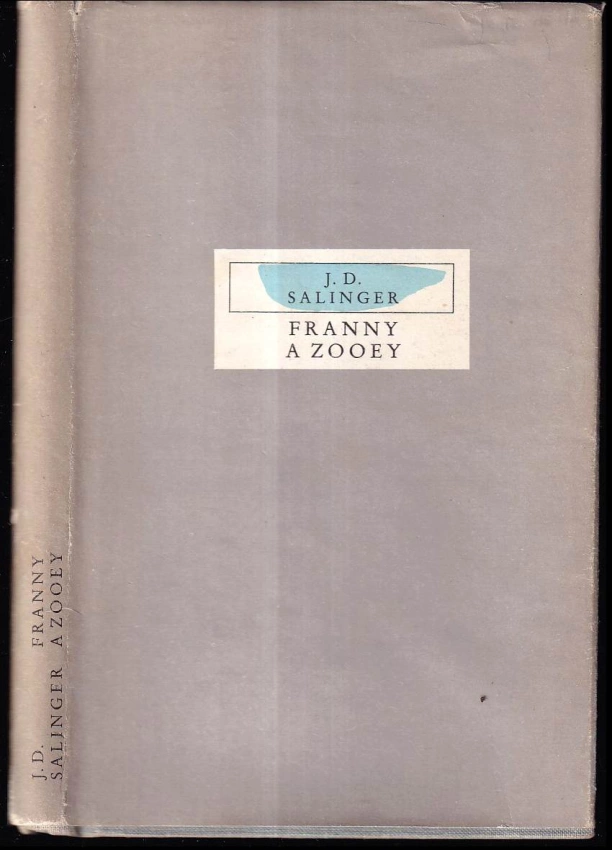 J. D.
SALINGER
FRANNY
A ZOOEY
J. D. FRANNY
SALINGER A ZOOEY